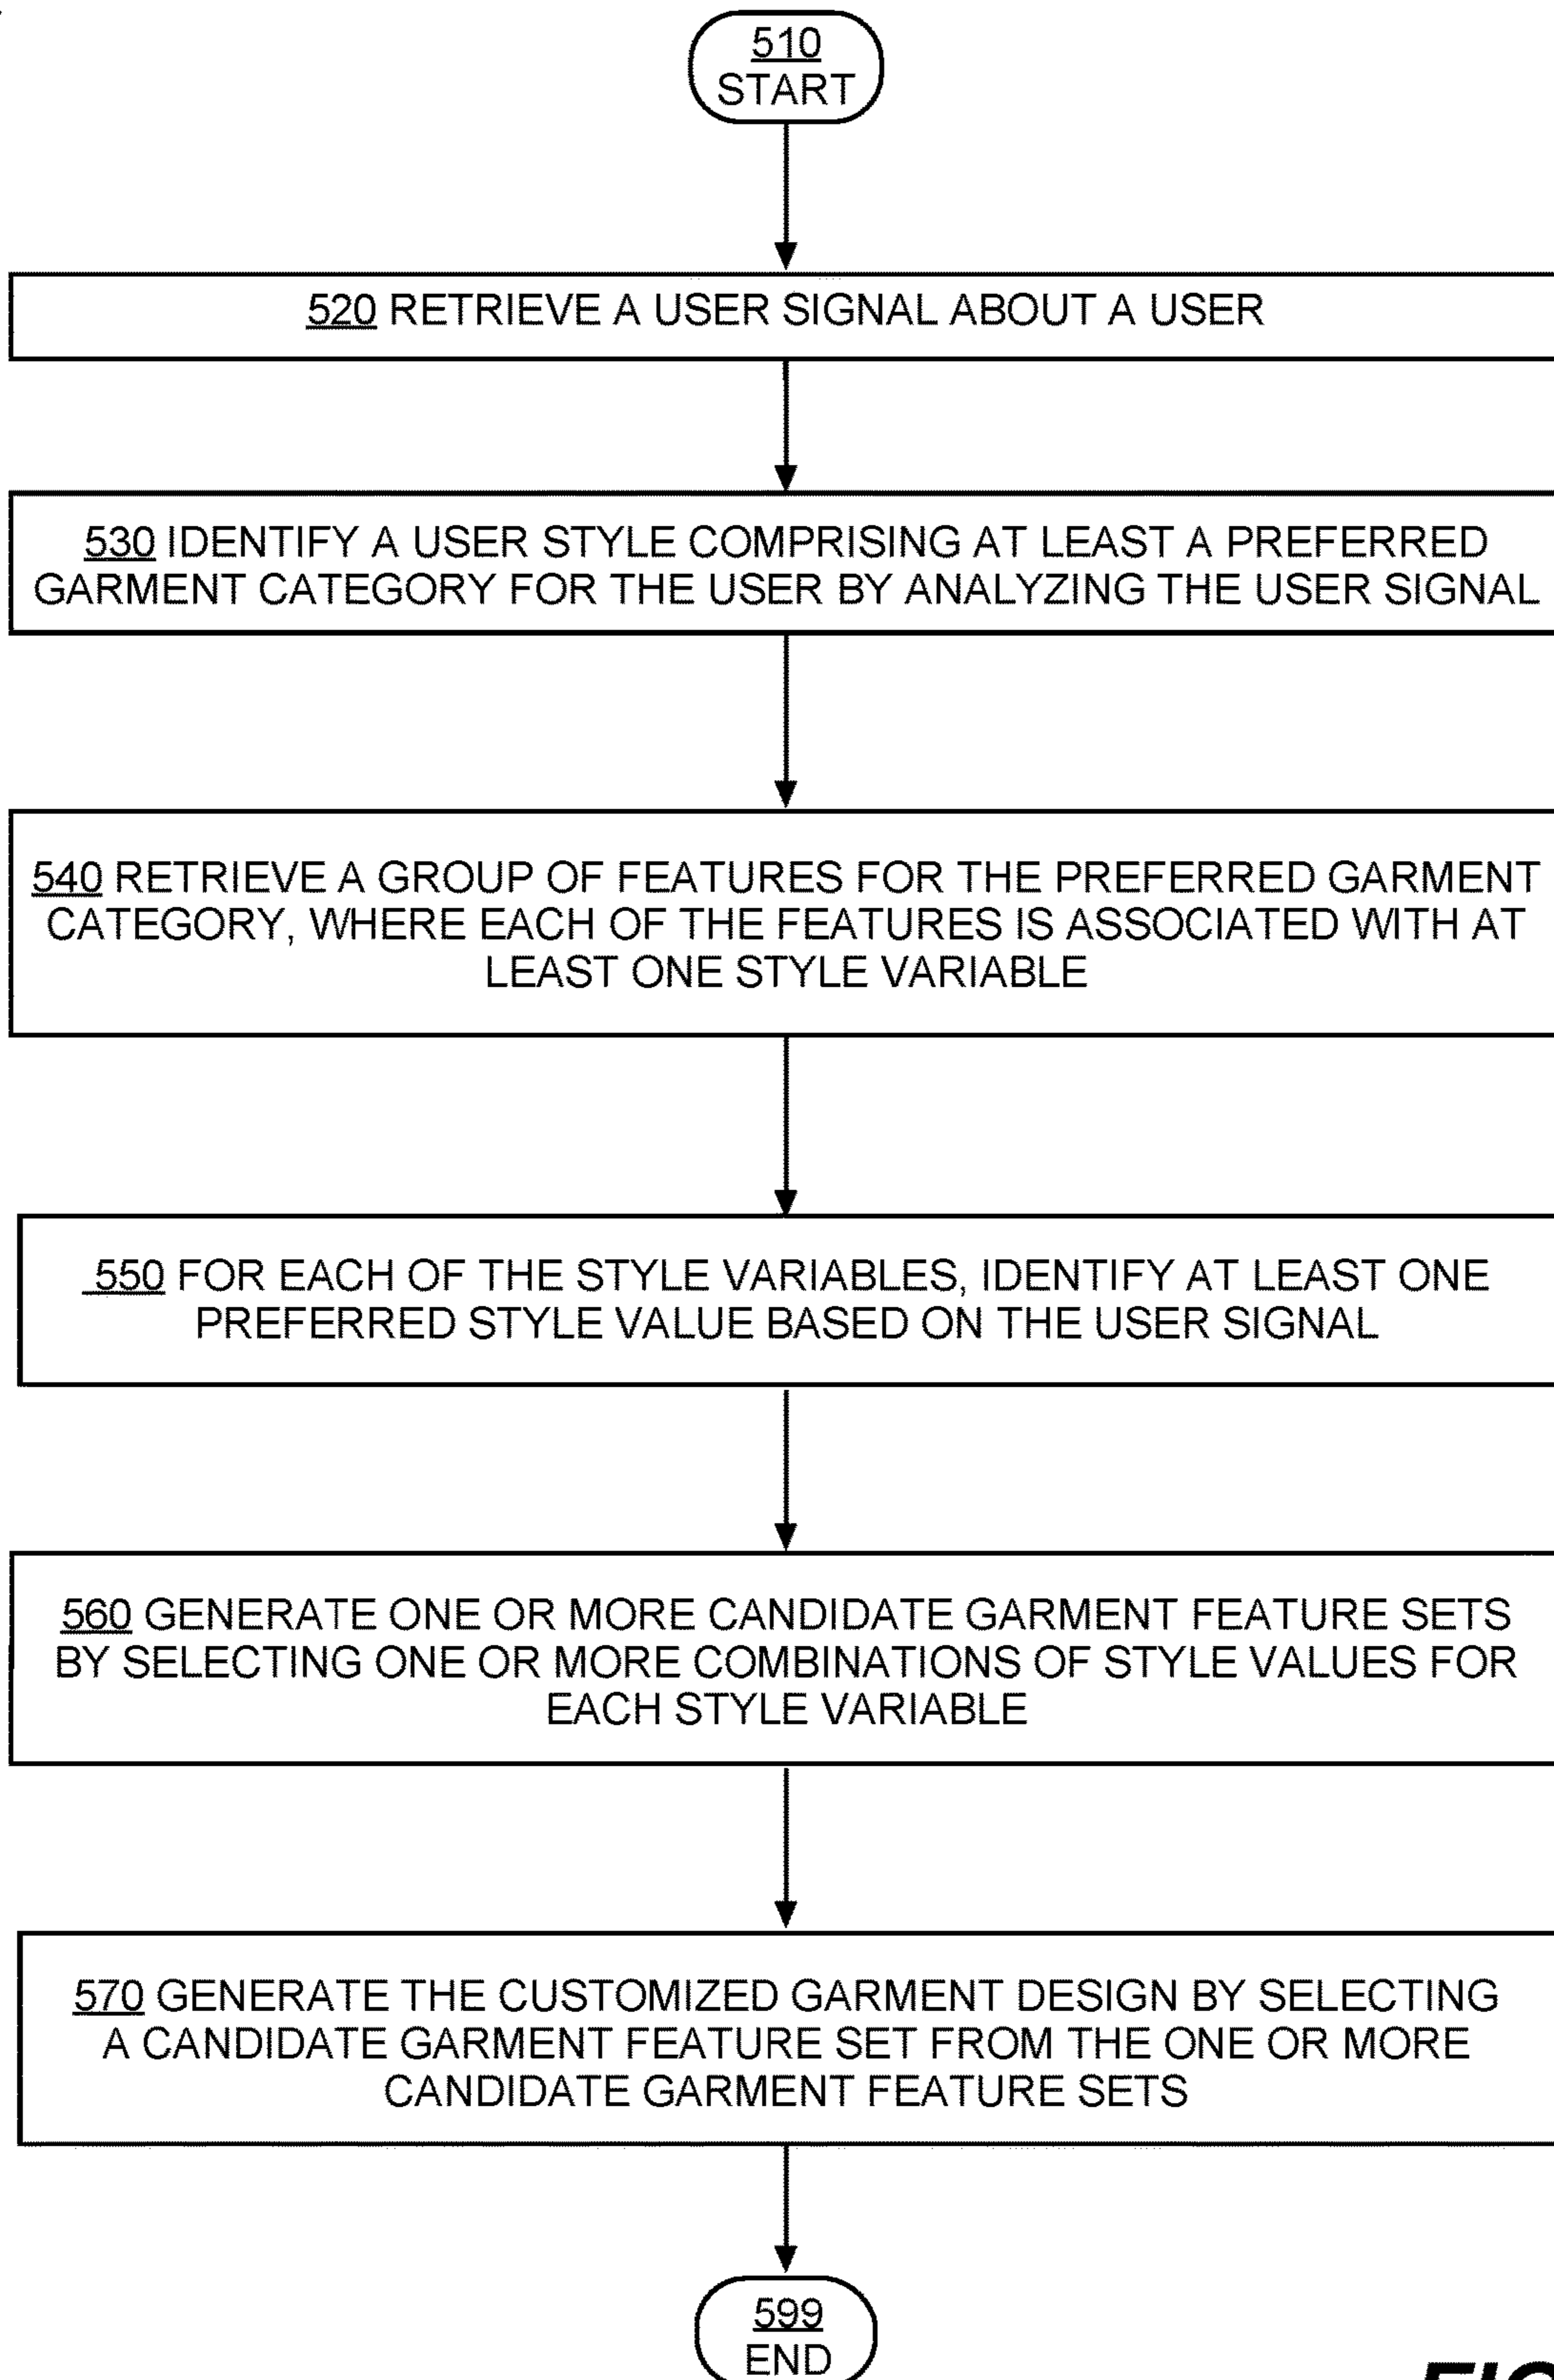 510
START
520 RETRIEVE A USER SIGNAL ABOUT A USER
530 IDENTIFY A USER STYLE COMPRISING AT LEAST A PREFERRED
GARMENT CATEGORY FOR THE USER BY ANALYZING THE USER SIGNAL
540 RETRIEVE A GROUP OF FEATURES FOR THE PREFERRED GARMENT
CATEGORY, WHERE EACH OF THE FEATURES IS ASSOCIATED WITH AT
LEAST ONE STYLE VARIABLE
550 FOR EACH OF THE STYLE VARIABLES, IDENTIFY AT LEAST ONE
PREFERRED STYLE VALUE BASED ON THE USER SIGNAL
560 GENERATE ONE OR MORE CANDIDATE GARMENT FEATURE SETS
BY SELECTING ONE OR MORE COMBINATIONS OF STYLE VALUES FOR
EACH STYLE VARIABLE
570 GENERATE THE CUSTOMIZED GARMENT DESIGN BY SELECTING
A CANDIDATE GARMENT FEATURE SET FROM THE ONE OR MORE
CANDIDATE GARMENT FEATURE SETS
599
END